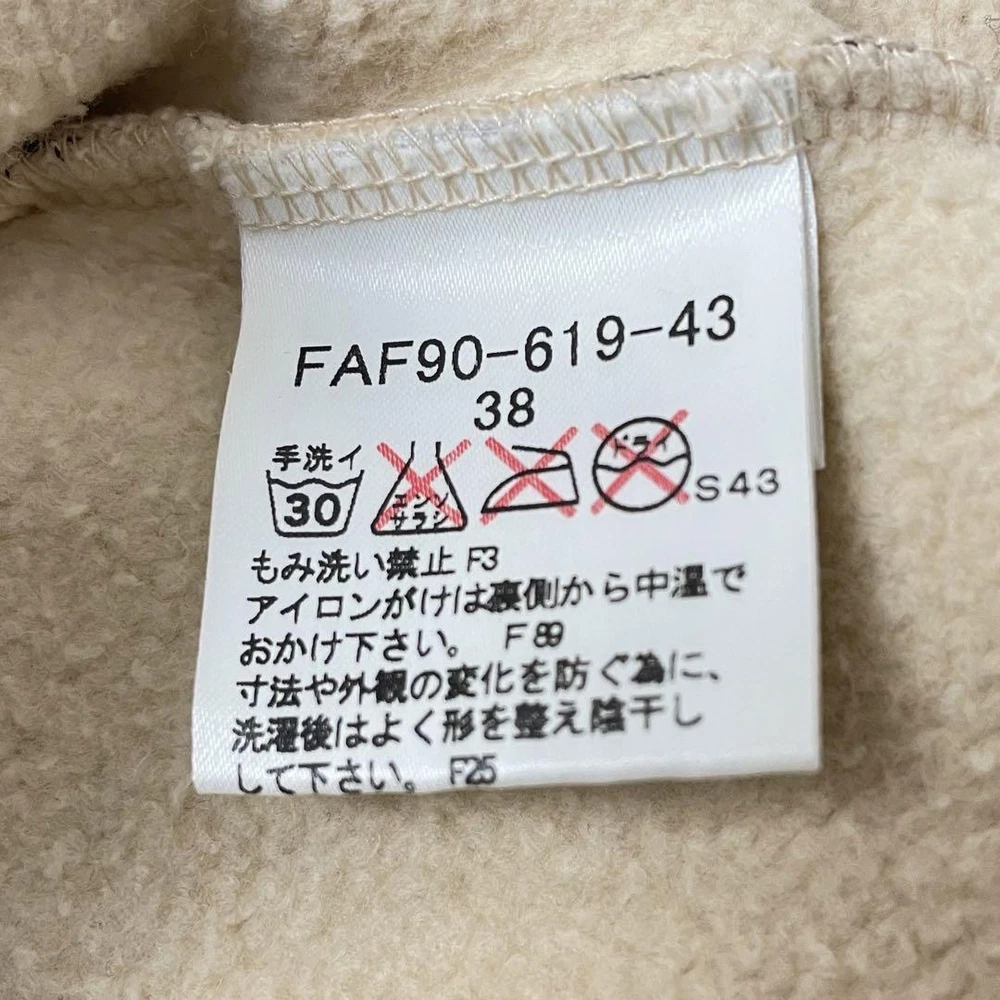 FAF90-619-43
38
手洗イ 30 エンソサラシ ドライ S43
もみ洗い禁止 F3
アイロンがけは裏側から中温で
おかけ下さい。 F89
寸法や外観の変化を防ぐ為に、
洗濯後はよく形を整え陰干し
して下さい。 F25